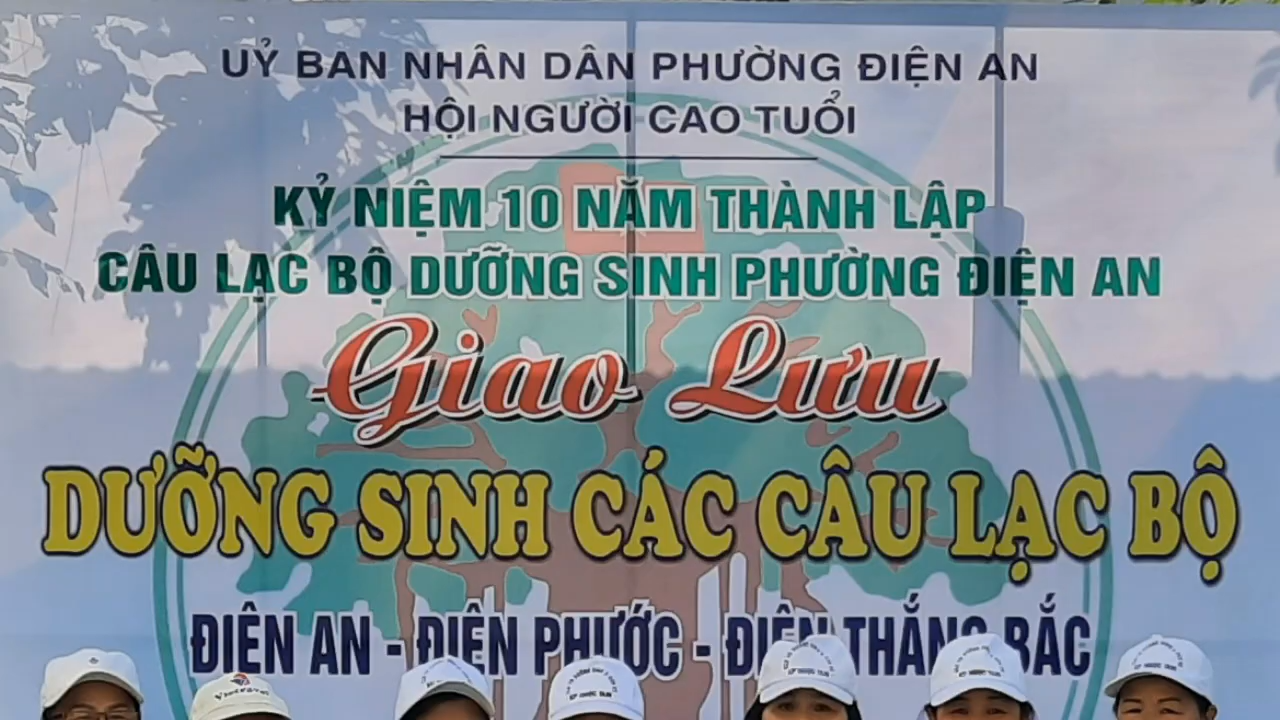 UỶ BAN NHÂN DÂN PHƯỜNG ĐIỆN AN
HỘI NGƯỜI CAO TUỔI
KỶ NIỆM 10 NĂM THÀNH LẬP
CÂU LẠC BỘ DƯỠNG SINH PHƯỜNG ĐIỆN AN
Giao Lưu
DƯỠNG SINH CÁC CÂU LẠC BỘ
ĐIỆN AN - ĐIỆN PHƯỚC - ĐIỆN THẮNG BẮC
Vietravel